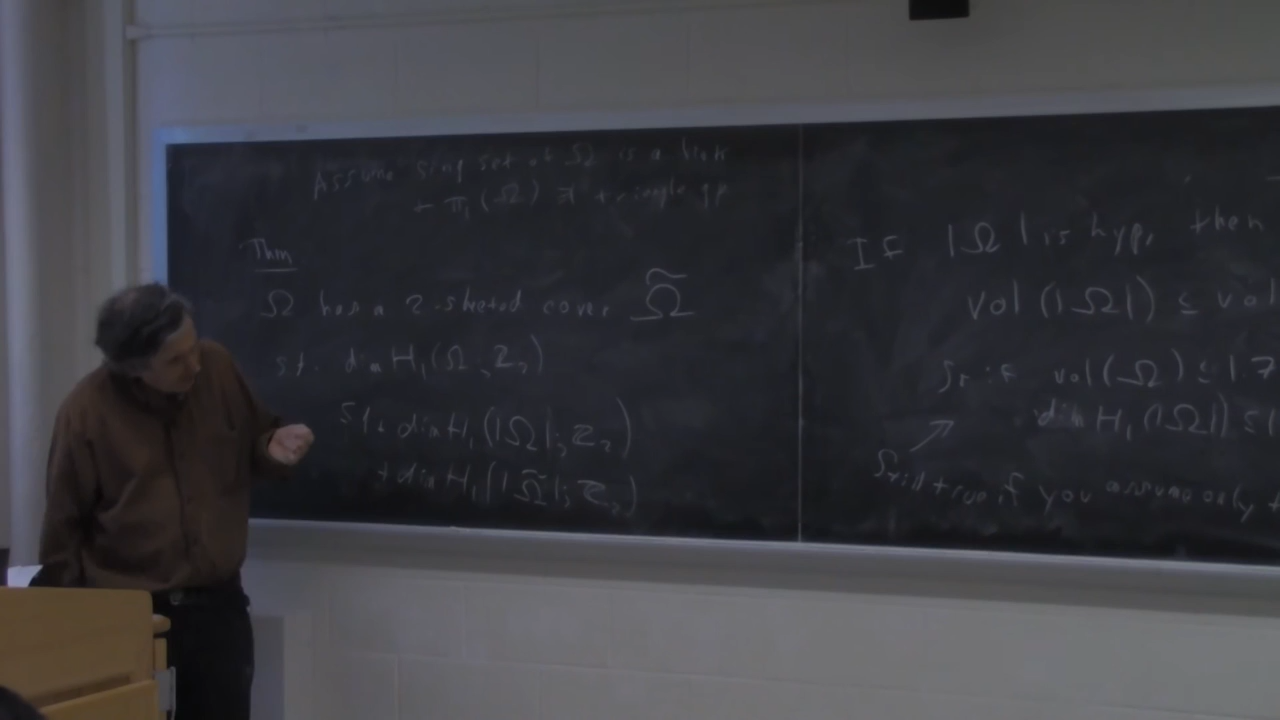 Assume sing set of Ω is a link
+ π₁(Ω) ≇ triangle gp
Thm
Ω has a 2-sheeted cover Ω̃
st. dim H₁(Ω; Z₂)
≤ 1 + dim H₁(|Ω|; Z₂)
+ dim H₁(|Ω̃|; Z₂)
If |Ω| is hyp, then
vol(|Ω|) ≤ vol
So if vol(Ω) ≤ 1.7
dim H₁(|Ω|) ≤
Still true if you assume only